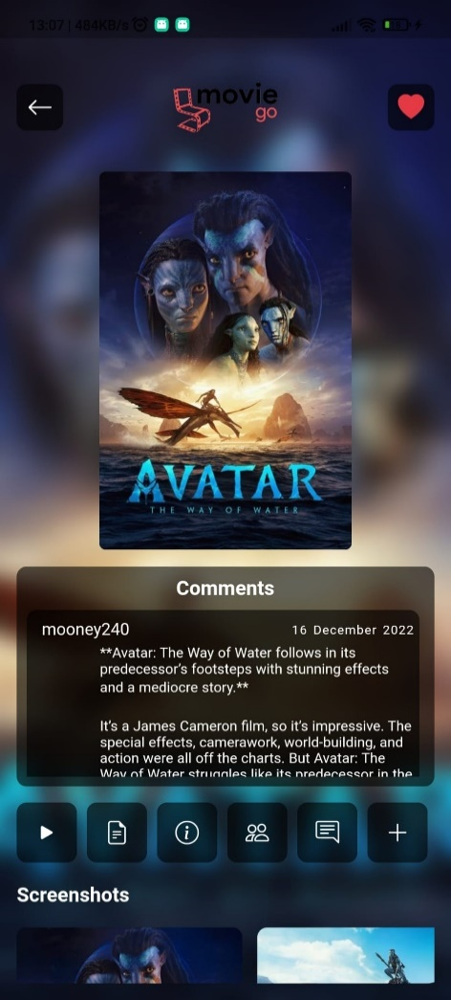 13:07 | 484KB/s
movie
go
AVATAR
THE WAY OF WATER
Comments
mooney240
16 December 2022
**Avatar: The Way of Water follows in its
predecessor's footsteps with stunning effects
and a mediocre story.**
It's a James Cameron film, so it's impressive. The
special effects, camerawork, world-building, and
action were all off the charts. But Avatar: The
Way of Water struggles like its predecessor in the
Screenshots